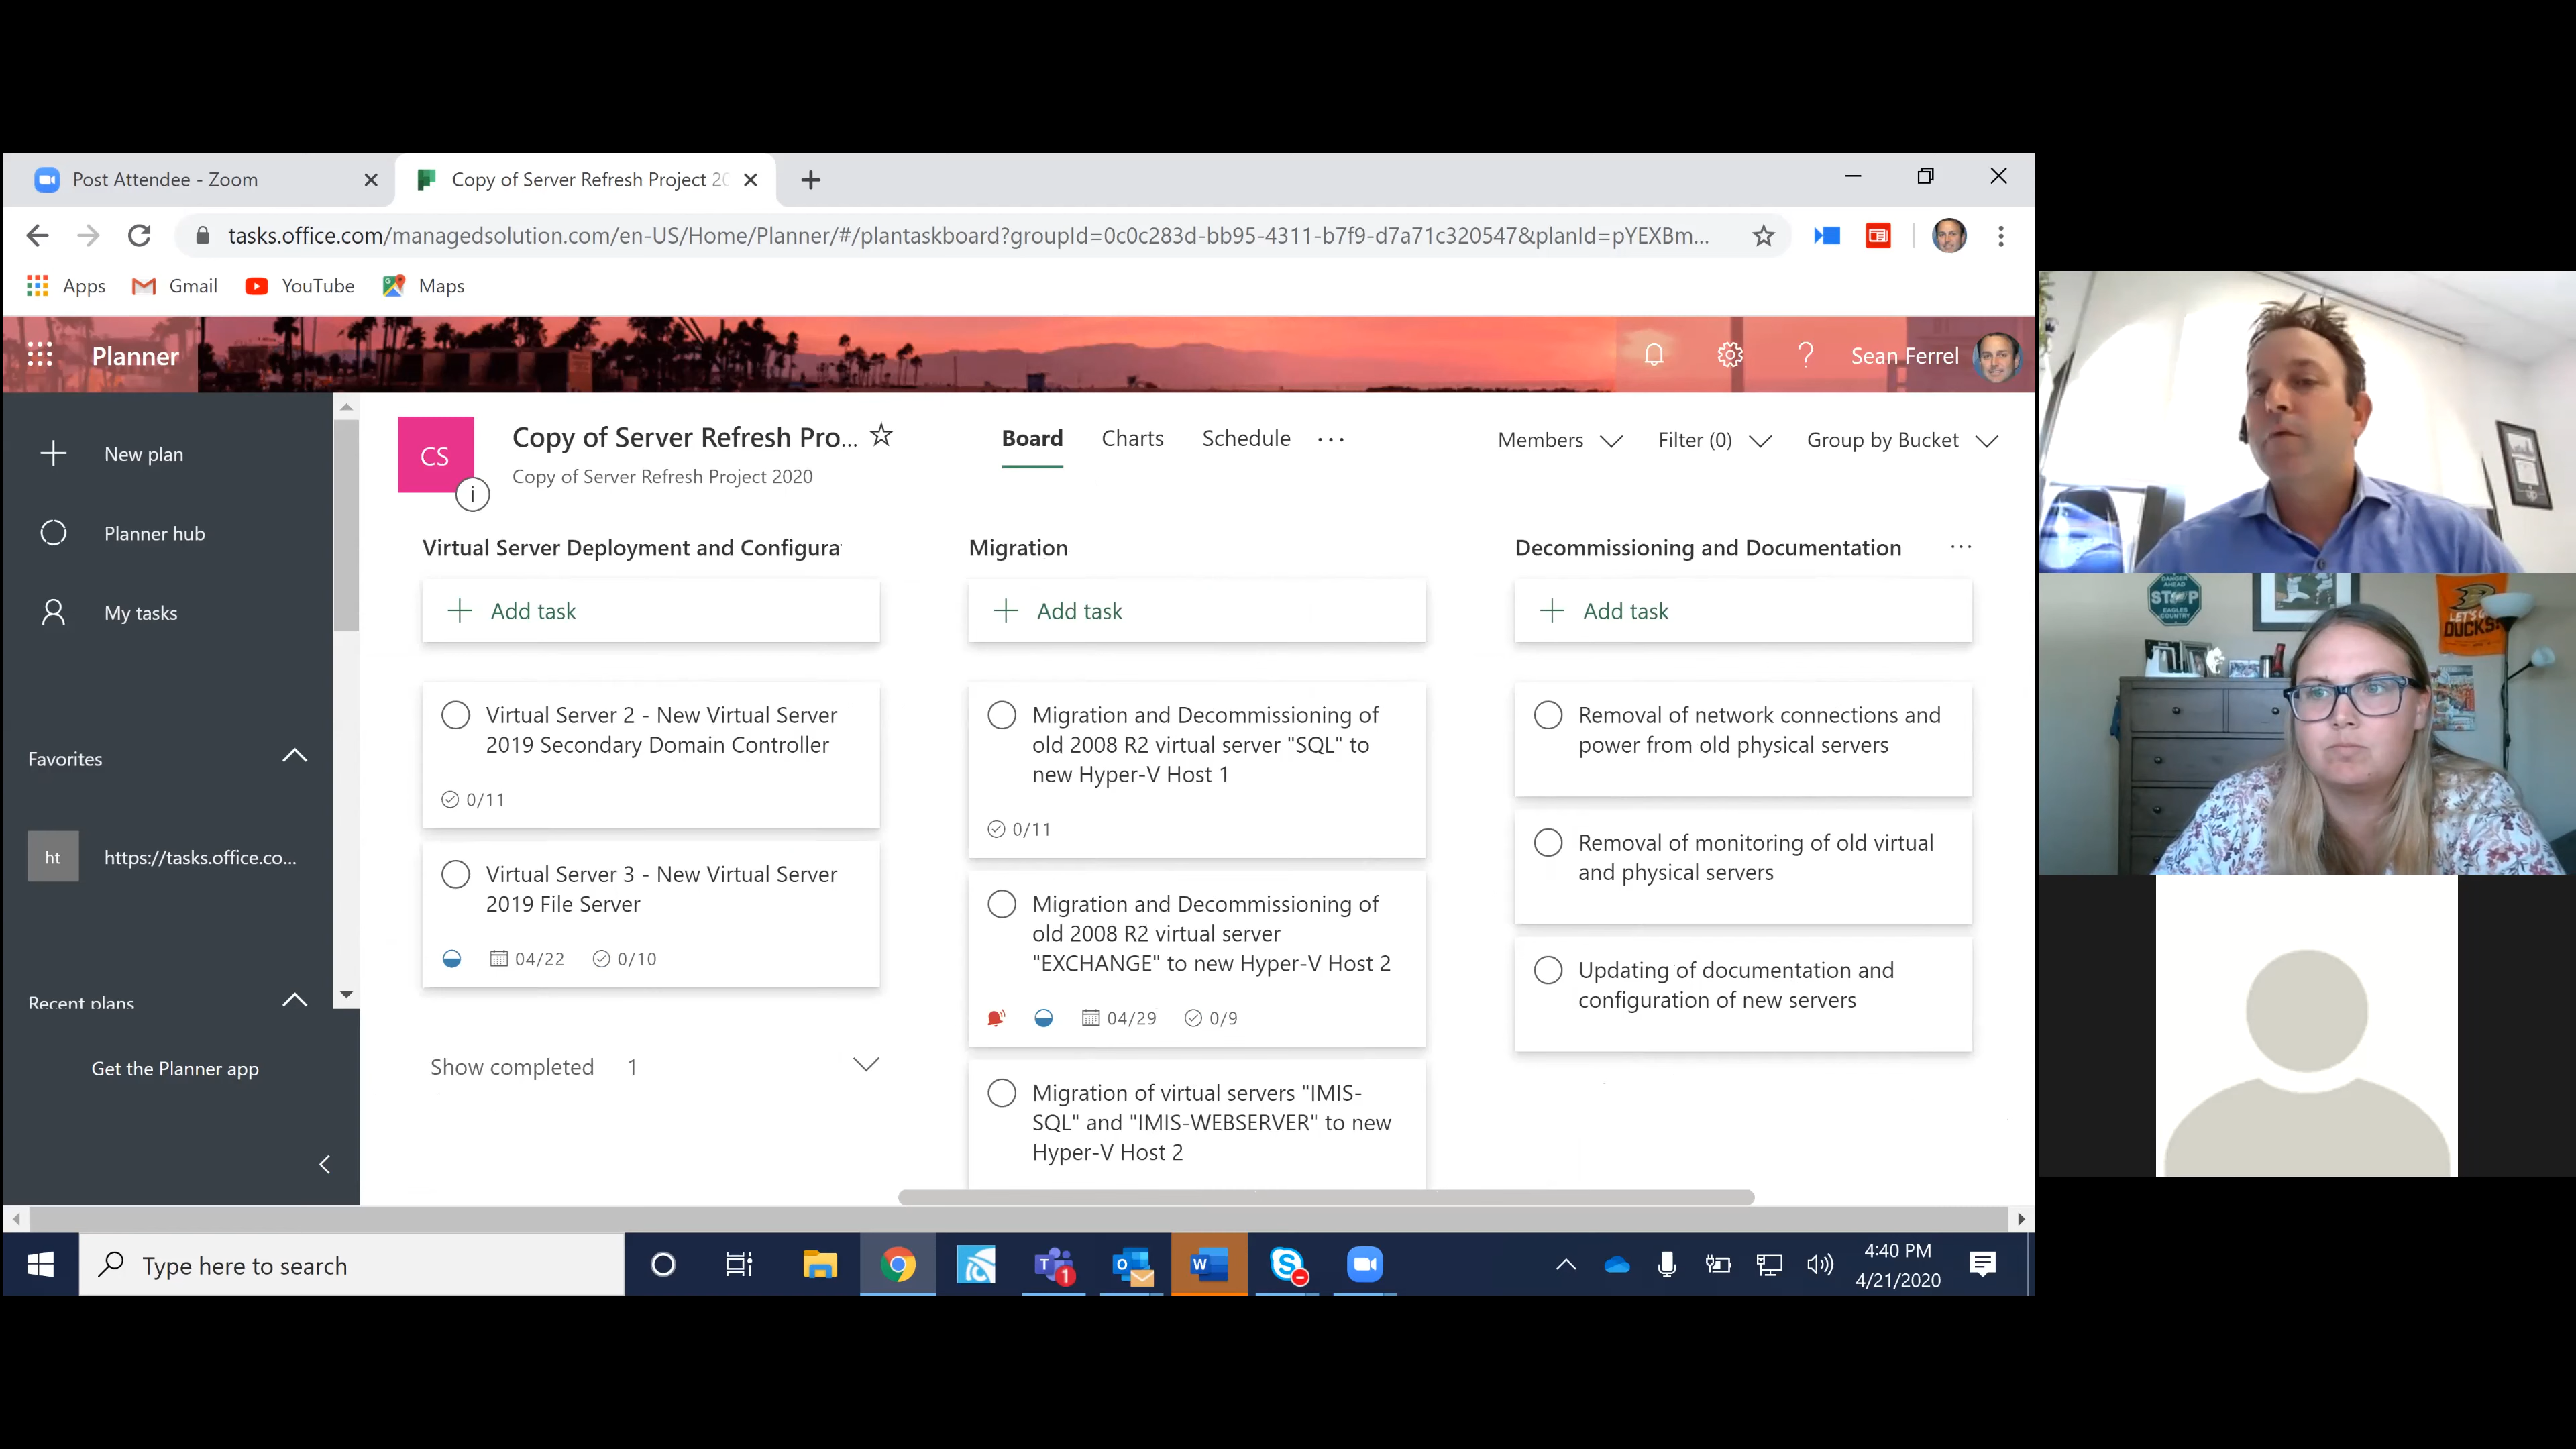 Post Attendee - Zoom
Copy of Server Refresh Project 20
tasks.office.com/managedsolution.com/en-US/Home/Planner/#/plantaskboard?groupId=0c0c283d-bb95-4311-b7f9-d7a71c320547&planId=pYEXBm...
Apps
Gmail
YouTube
Maps
Planner
Sean Ferrel
New plan
Planner hub
My tasks
Favorites
ht
https://tasks.office.co...
Recent plans
Get the Planner app
CS
Copy of Server Refresh Pro...
Copy of Server Refresh Project 2020
Board
Charts
Schedule
Members
Filter (0)
Group by Bucket
Virtual Server Deployment and Configura
Add task
Virtual Server 2 - New Virtual Server
2019 Secondary Domain Controller
0/11
Virtual Server 3 - New Virtual Server
2019 File Server
04/22
0/10
Show completed 1
Migration
Add task
Migration and Decommissioning of
old 2008 R2 virtual server "SQL" to
new Hyper-V Host 1
0/11
Migration and Decommissioning of
old 2008 R2 virtual server
"EXCHANGE" to new Hyper-V Host 2
04/29
0/9
Migration of virtual servers "IMIS-
SQL" and "IMIS-WEBSERVER" to new
Hyper-V Host 2
Decommissioning and Documentation
Add task
Removal of network connections and
power from old physical servers
Removal of monitoring of old virtual
and physical servers
Updating of documentation and
configuration of new servers
DANGER
AHEAD
STOP
EAGLES
COUNTRY
LET'S GO
DUCKS!
Type here to search
T
1
O
W
S
4:40 PM
4/21/2020